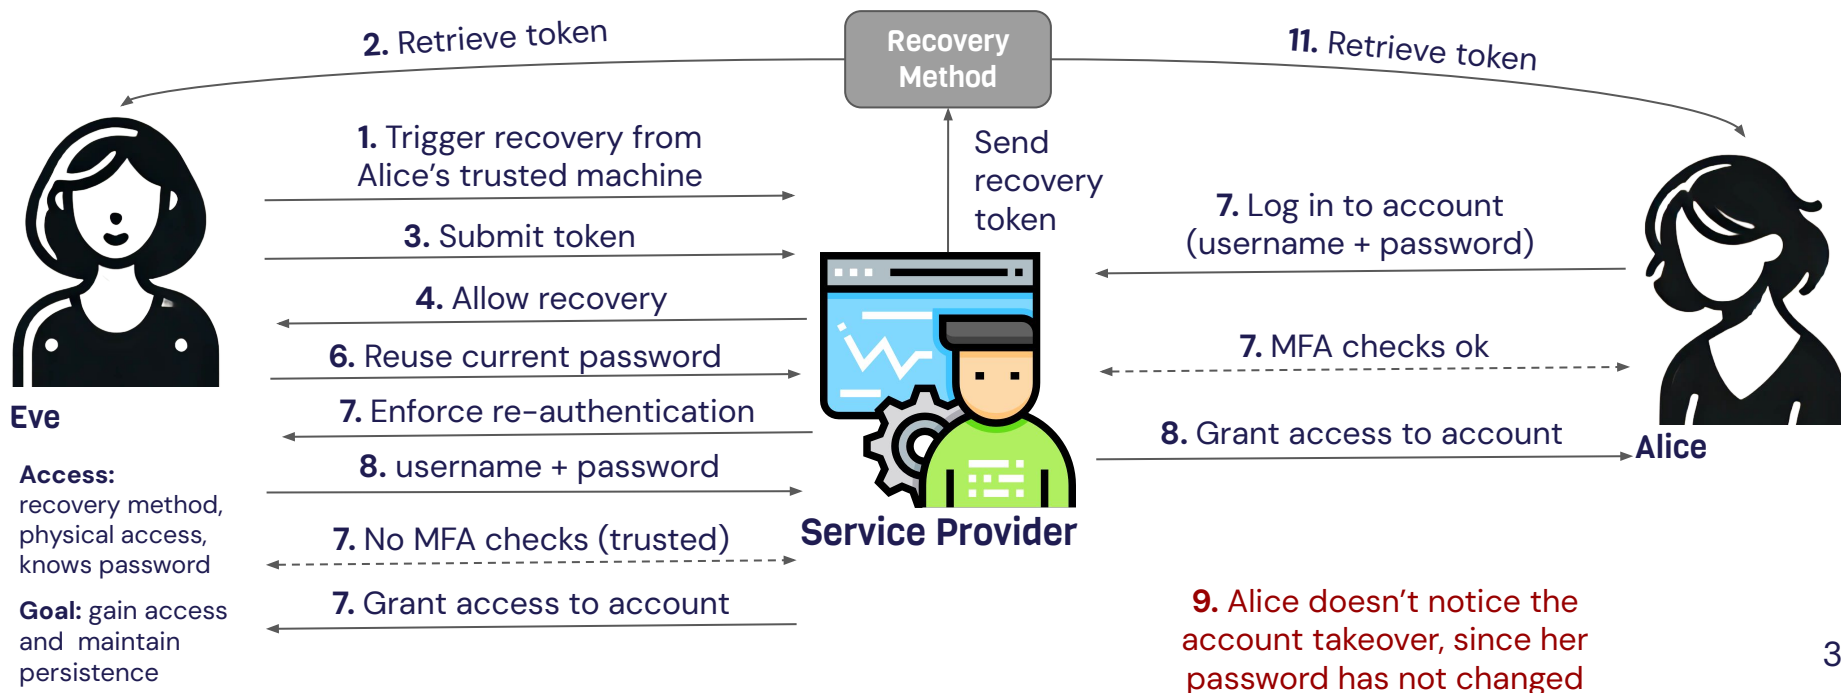 2. Retrieve token
Recovery
Method
11. Retrieve token
1. Trigger recovery from
Alice's trusted machine
Send
recovery
token
3. Submit token
7. Log in to account
(username + password)
4. Allow recovery
6. Reuse current password
7. MFA checks ok
Eve
7. Enforce re-authentication
8. Grant access to account
Alice
Access:
recovery method,
physical access,
knows password
8. username + password
Service Provider
7. No MFA checks (trusted)
Goal: gain access
and maintain
persistence
7. Grant access to account
9. Alice doesn't notice the
account takeover, since her
password has not changed
3